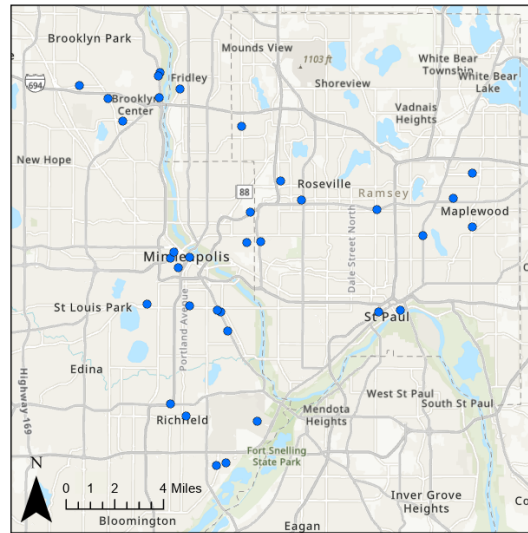 Brooklyn Park
Mounds View
1103 ft
White Bear
Township
White Bear
Lake
694
Fridley
Shoreview
Brooklyn
Center
Vadnais
Heights
New Hope
88
Roseville
Ramsey
Maplewood
Dale Street North
Minneapolis
St Louis Park
Portland Avenue
St Paul
Edina
Highway 169
West St Paul
South St Paul
Richfield
Mendota
Heights
Fort Snelling
State Park
N
0 1 2 4 Miles
Inver Grove
Heights
Bloomington
Eagan